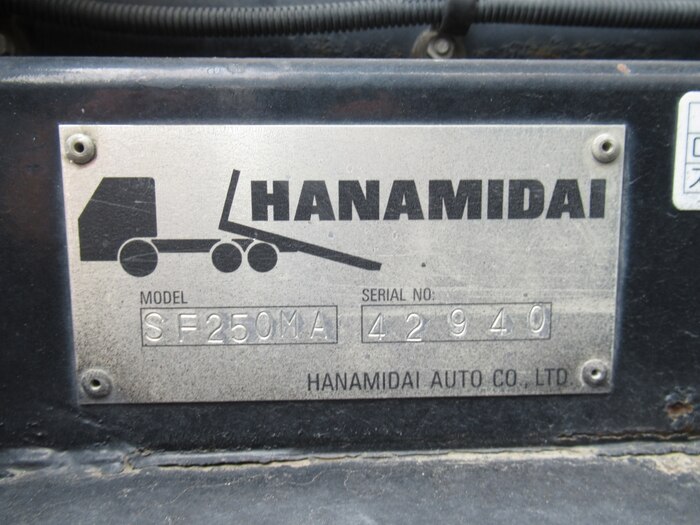 HANAMIDAI
MODEL SERIAL NO:
SF250MA 42940
HANAMIDAI AUTO CO., LTD.